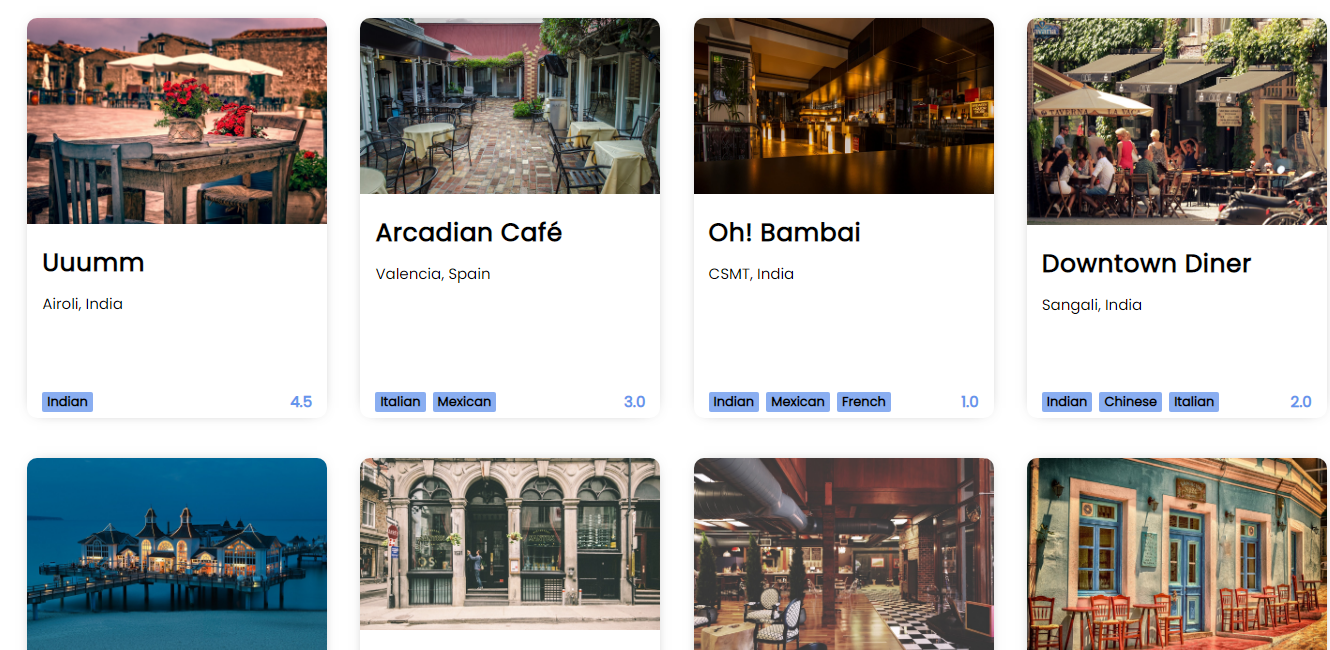 Uuumm
Airoli, India
Indian 4.5
Arcadian Café
Valencia, Spain
Italian Mexican 3.0
Oh! Bambai
CSMT, India
Indian Mexican French 1.0
Downtown Diner
Sangali, India
Indian Chinese Italian 2.0